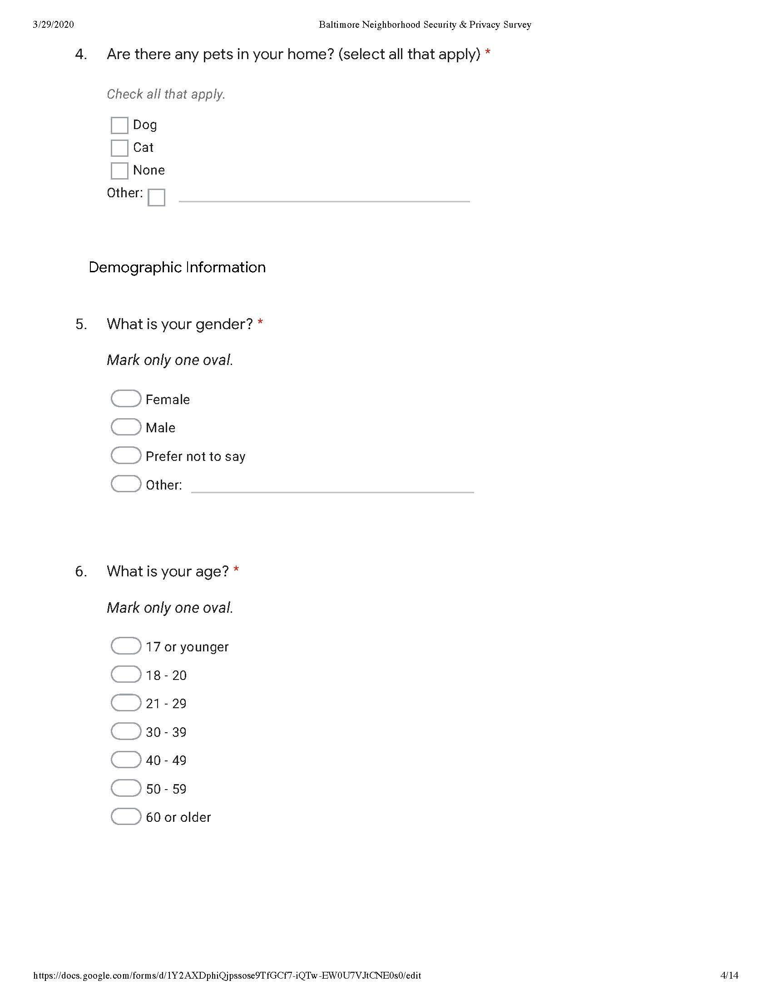 3/29/2020 Baltimore Neighborhood Security & Privacy Survey
4. Are there any pets in your home? (select all that apply) *
Check all that apply.
Dog
Cat
None
Other:
Demographic Information
5. What is your gender? *
Mark only one oval.
Female
Male
Prefer not to say
Other:
6. What is your age? *
Mark only one oval.
17 or younger
18 - 20
21 - 29
30 - 39
40 - 49
50 - 59
60 or older
https://docs.google.com/forms/d/1Y2AXDphiQjpssose9TfGCf7-iQTw-EW0U7VJtCNE0s0/edit 4/14